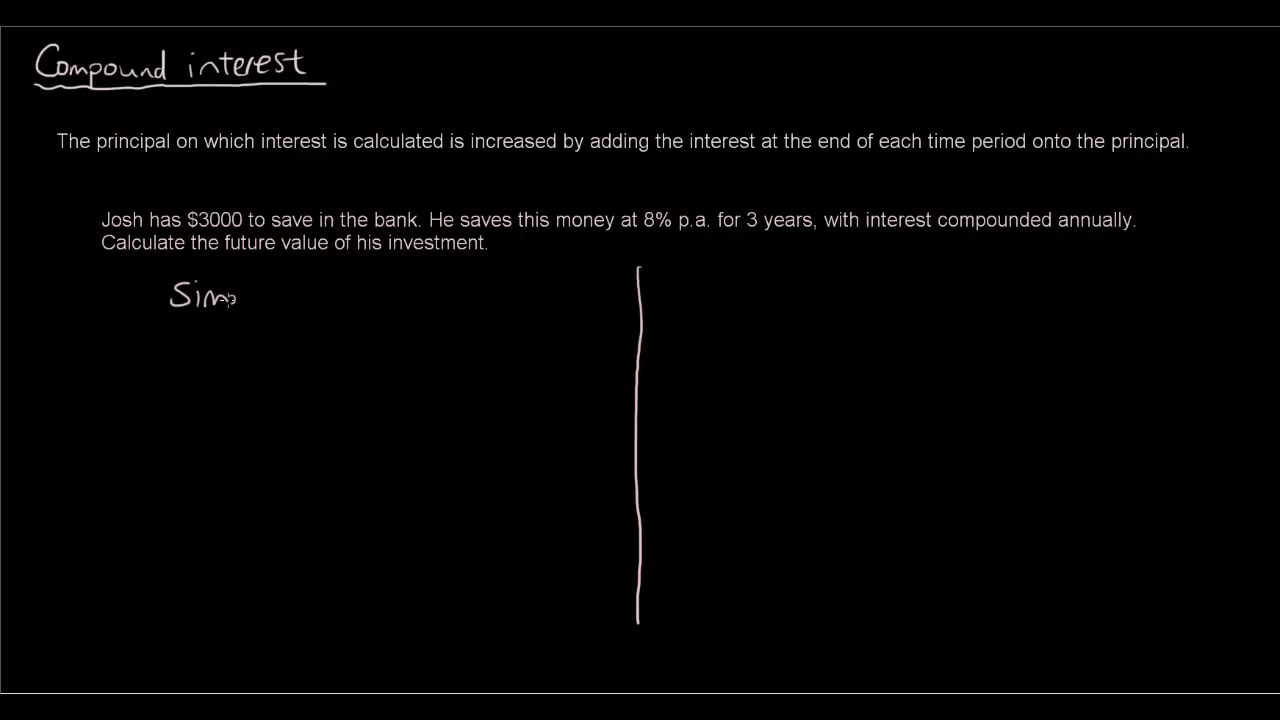 Compound interest
The principal on which interest is calculated is increased by adding the interest at the end of each time period onto the principal.
Josh has $3000 to save in the bank. He saves this money at 8% p.a. for 3 years, with interest compounded annually.
Calculate the future value of his investment.
Simp